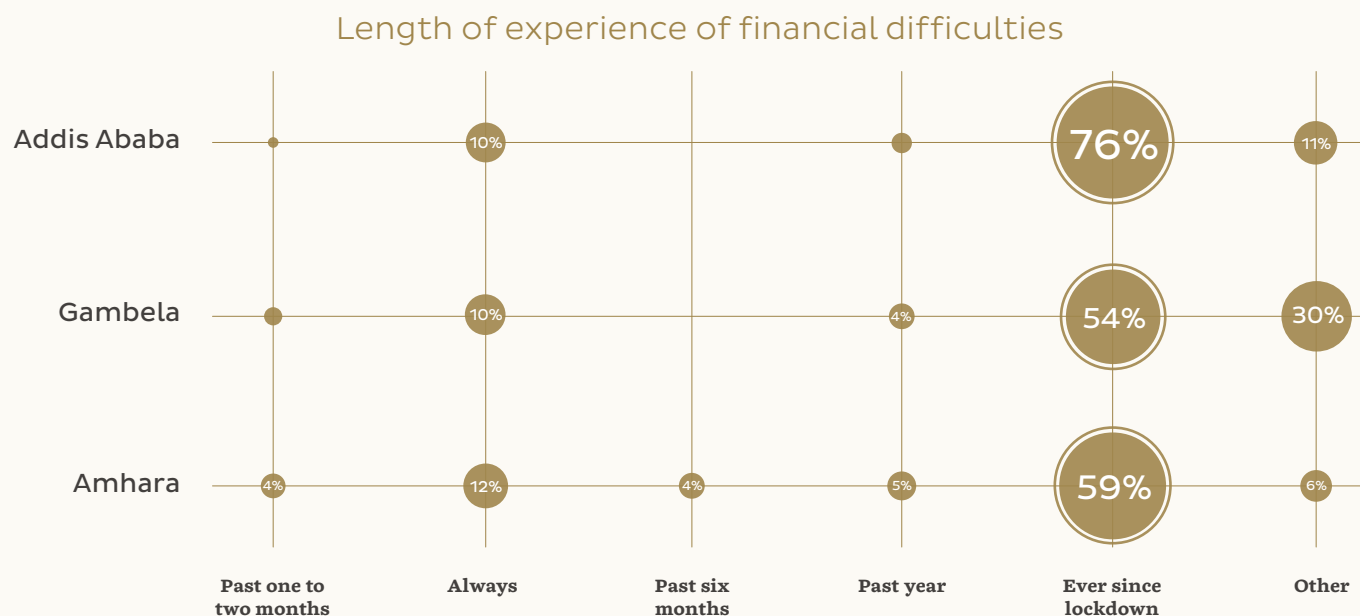 Length of experience of financial difficulties
Addis Ababa
10%
76%
11%
Gambela
10%
4%
54%
30%
Amhara
4%
12%
4%
5%
59%
6%
Past one to
two months
Always
Past six
months
Past year
Ever since
lockdown
Other